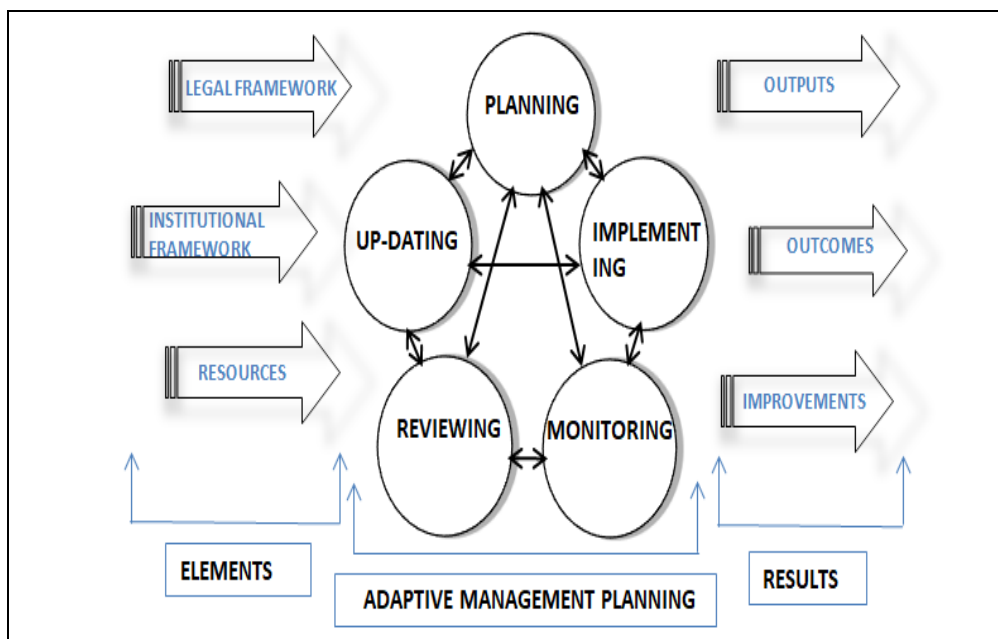 LEGAL FRAMEWORK
PLANNING
OUTPUTS
INSTITUTIONAL
FRAMEWORK
UP-DATING
IMPLEMENT
ING
OUTCOMES
RESOURCES
REVIEWING
MONITORING
IMPROVEMENTS
ELEMENTS
ADAPTIVE MANAGEMENT PLANNING
RESULTS